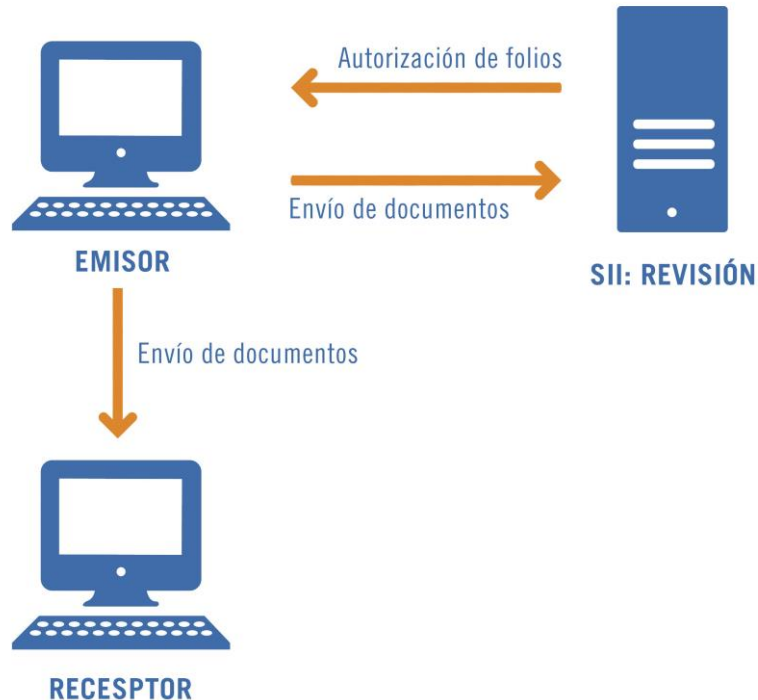 Autorización de folios
Envío de documentos
EMISOR
SII: REVISIÓN
Envío de documentos
RECESPTOR